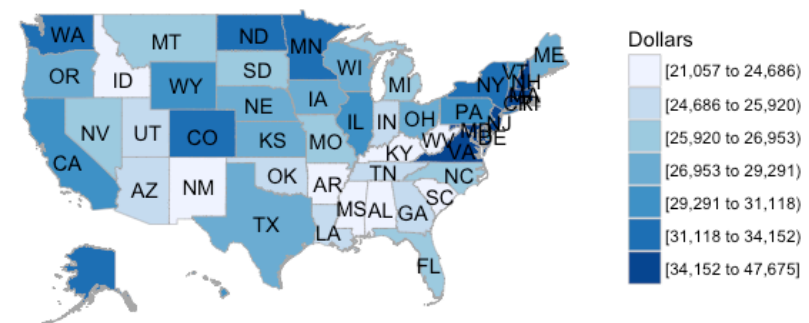 WA
MT
ND
MN
ME
VT
NH
OR
ID
SD
WI
MI
NY
WY
IA
PA
NE
IL
IN
OH
NJ
NV
UT
CO
KS
MO
WV
MD
DE
KY
VA
CA
AZ
NM
OK
AR
TN
NC
SC
TX
MS
AL
GA
LA
FL
Dollars
[21,057 to 24,686)
[24,686 to 25,920)
[25,920 to 26,953)
[26,953 to 29,291)
[29,291 to 31,118)
[31,118 to 34,152)
[34,152 to 47,675]